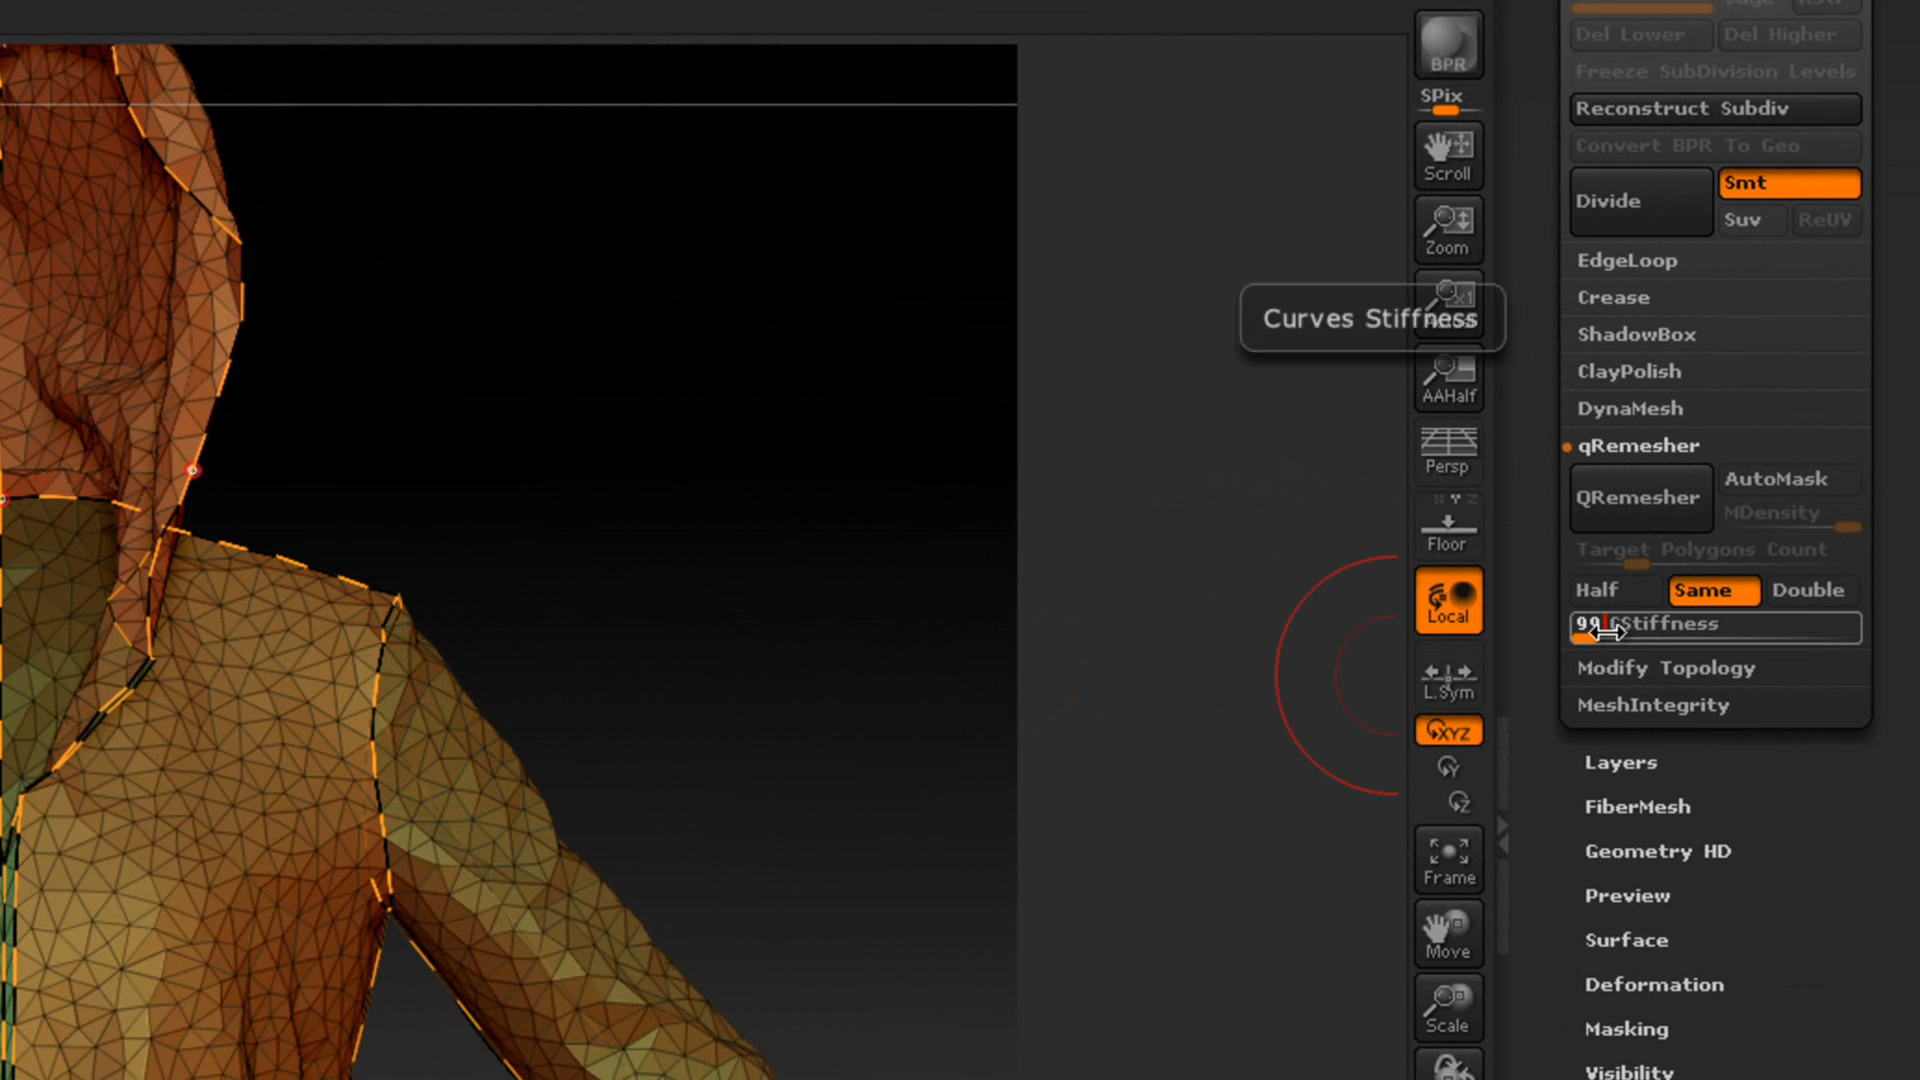 BPR
SPix
Scroll
Zoom
Curves Stiffness
AAHalf
Persp
Floor
Local
L.Sym
XYZ
Y
Z
Frame
Move
Scale
Del Lower
Del Higher
Freeze SubDivision Levels
Reconstruct Subdiv
Convert BPR To Geo
Divide
Smt
Suv
ReUV
EdgeLoop
Crease
ShadowBox
ClayPolish
DynaMesh
qRemesher
QRemesher
AutoMask
MDensity
Target Polygons Count
Half
Same
Double
99 CStiffness
Modify Topology
MeshIntegrity
Layers
FiberMesh
Geometry HD
Preview
Surface
Deformation
Masking
Visibility